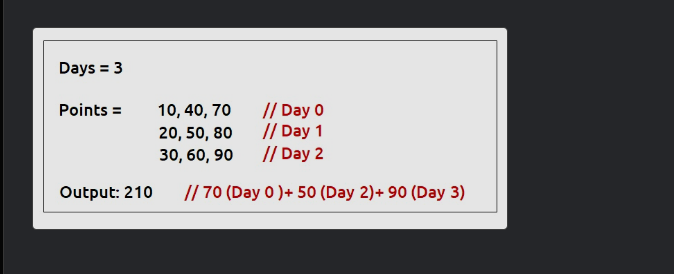 Days = 3
Points = 10, 40, 70 // Day 0
20, 50, 80 // Day 1
30, 60, 90 // Day 2
Output: 210 // 70 (Day 0 )+ 50 (Day 2)+ 90 (Day 3)